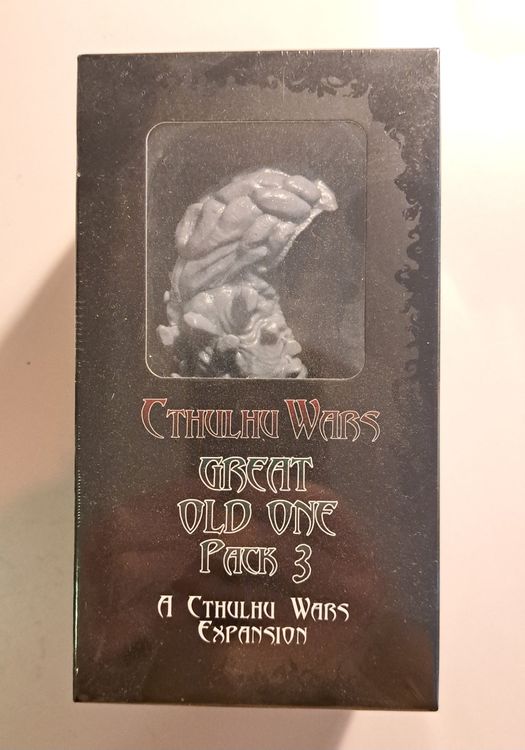 Cthulhu Wars
GREAT
OLD ONE
Pack 3
A Cthulhu Wars
Expansion